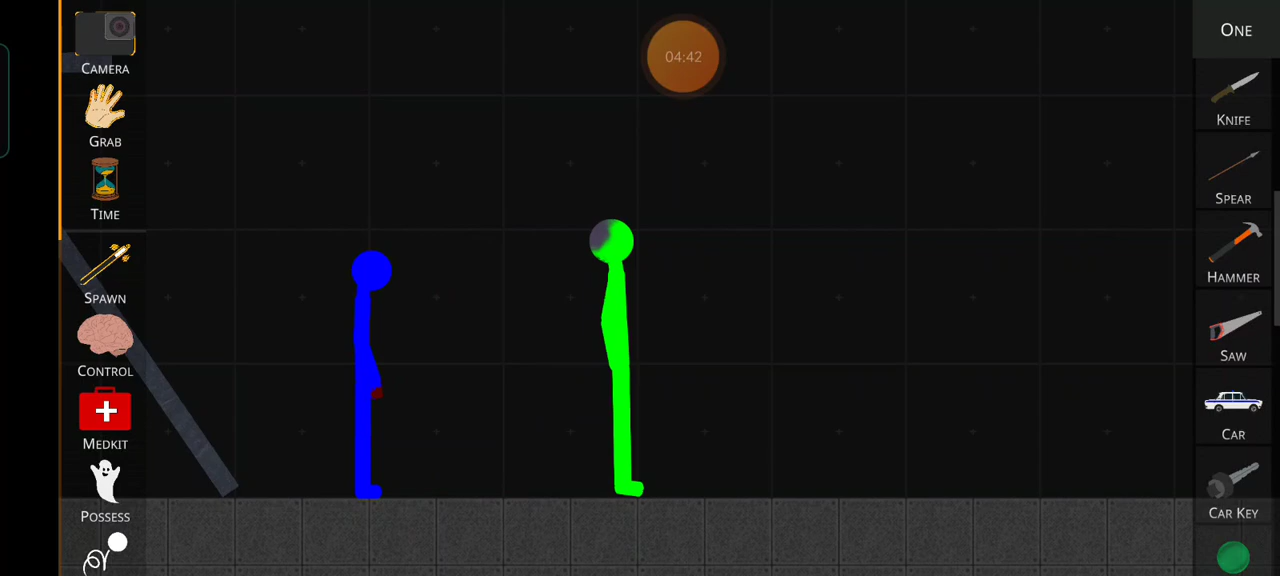 CAMERA
GRAB
TIME
SPAWN
CONTROL
MEDKIT
POSSESS
04:42
ONE
KNIFE
SPEAR
HAMMER
SAW
CAR
CAR KEY